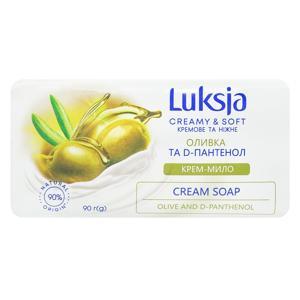 Luksja
CREAMY & SOFT
КРЕМОВЕ ТА НІЖНЕ
ОЛИВКА
ТА D-ПАНТЕНОЛ
КРЕМ-МИЛО
CREAM SOAP
OLIVE AND D-PANTHENOL
NATURAL
90%
ORIGIN
90 г(g)